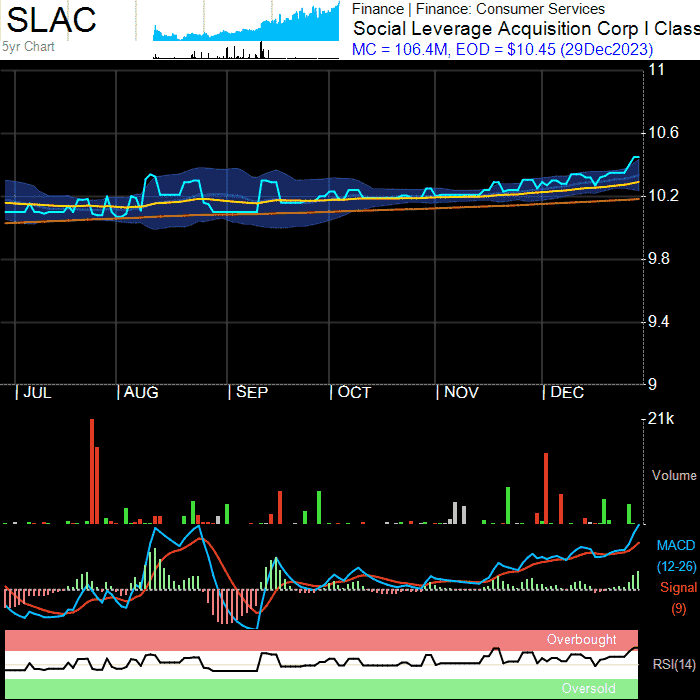 SLAC
5yr Chart
Finance | Finance: Consumer Services
Social Leverage Acquisition Corp I Class
MC = 106.4M, EOD = $10.45 (29Dec2023)
11
10.6
10.2
9.8
9.4
9
JUL
AUG
SEP
OCT
NOV
DEC
21k
Volume
MACD
(12-26)
Signal
(9)
Overbought
RSI(14)
Oversold